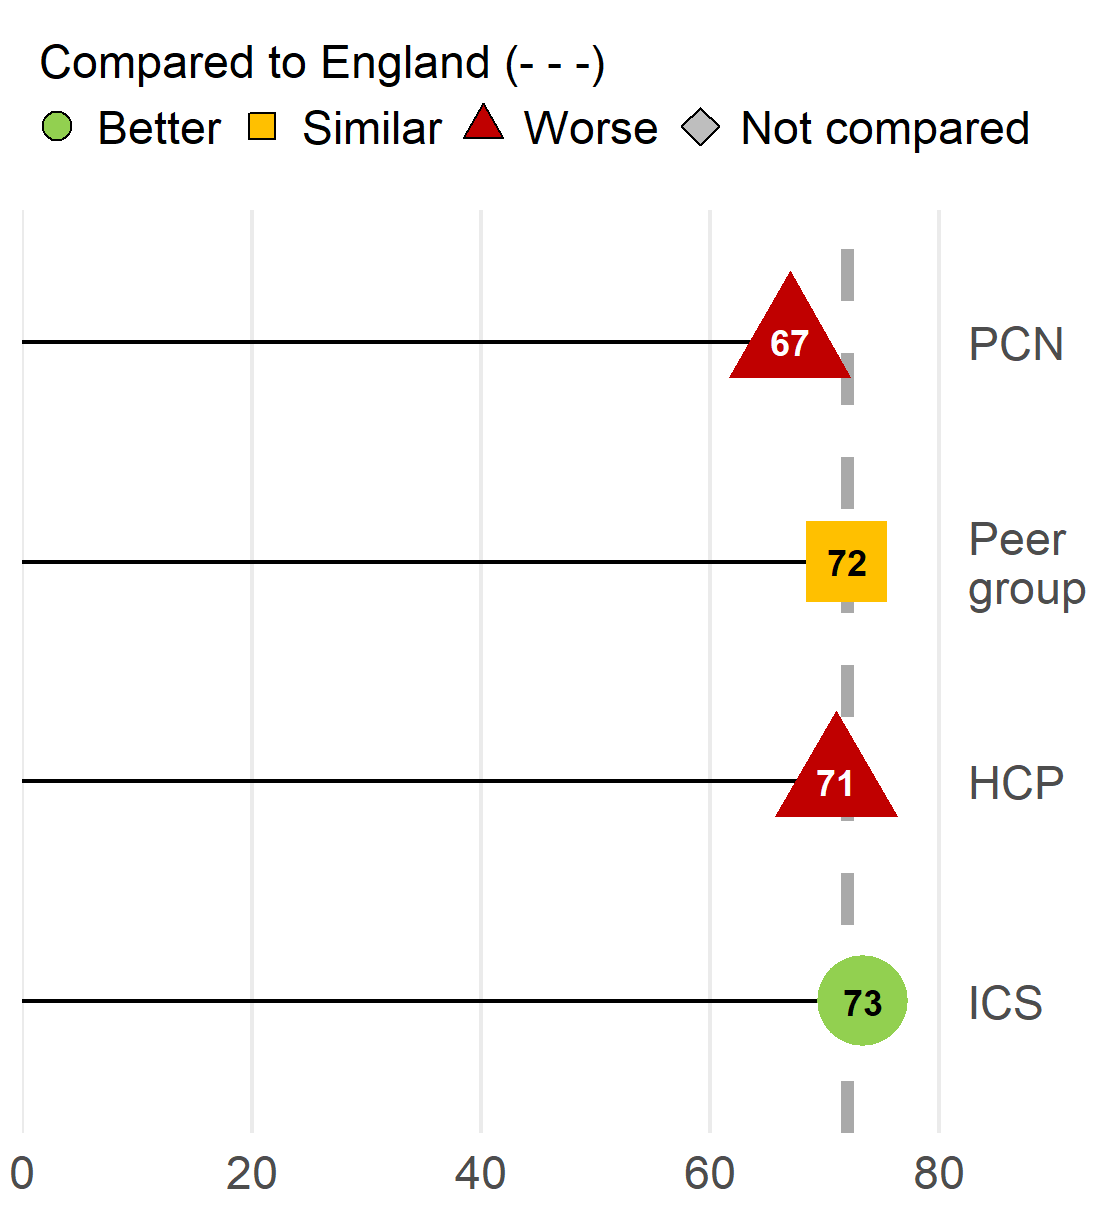 Compared to England (- - -)
Better Similar Worse Not compared
67 PCN
72 Peer
group
71 HCP
73 ICS
0 20 40 60 80